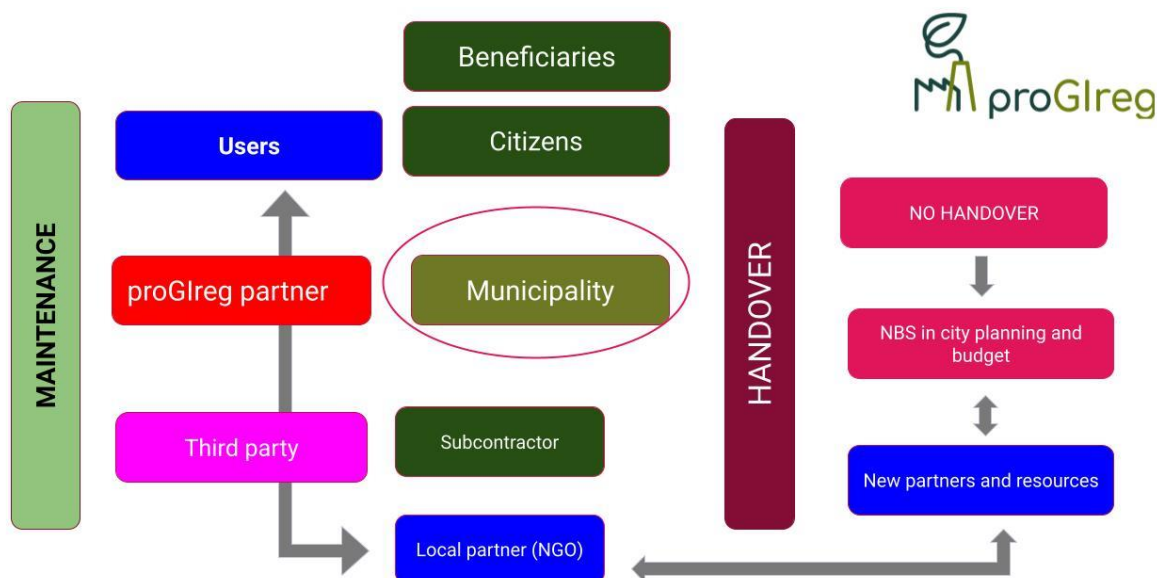 Beneficiaries
proGIreg
Users
Citizens
MAINTENANCE
proGIreg partner
Municipality
HANDOVER
NO HANDOVER
NBS in city planning and
budget
Third party
Subcontractor
New partners and resources
Local partner (NGO)